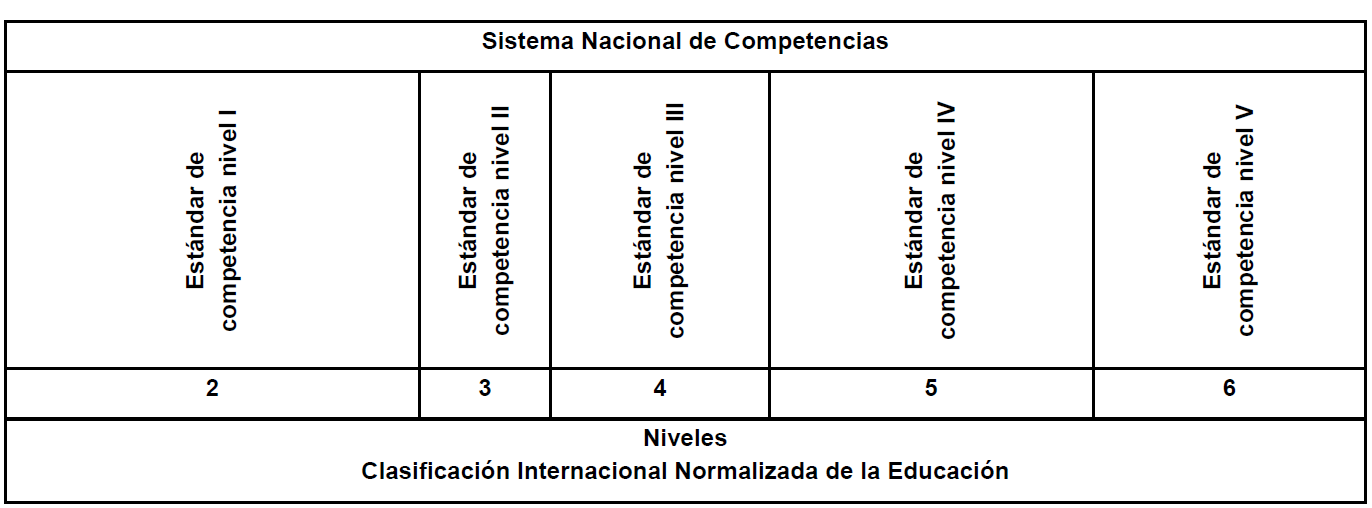 Sistema Nacional de Competencias
Estándar de
competencia nivel I
Estándar de
competencia nivel II
Estándar de
competencia nivel III
Estándar de
competencia nivel IV
Estándar de
competencia nivel V
2
3
4
5
6
Niveles
Clasificación Internacional Normalizada de la Educación